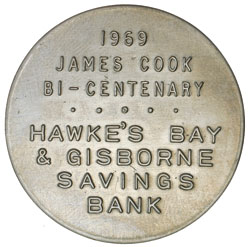 1969
JAMES COOK
BI-CENTENARY
HAWKE'S BAY
& GISBORNE
SAVINGS
BANK